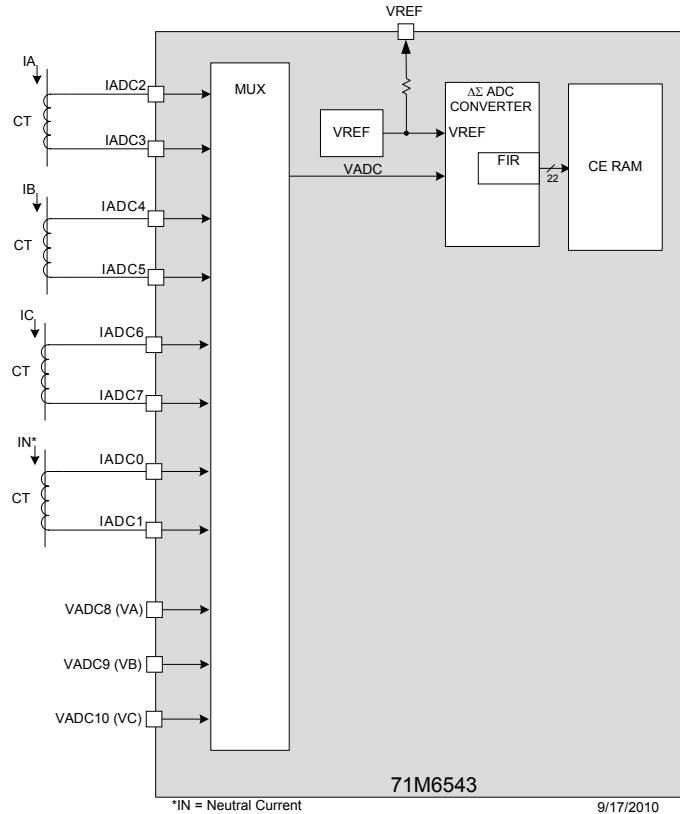 VREF
IA
IADC2
CT
IADC3
MUX
VREF
ΔΣ ADC
CONVERTER
VREF
FIR
22
CE RAM
VADC
IB
IADC4
CT
IADC5
IC
IADC6
CT
IADC7
IN*
IADC0
CT
IADC1
VADC8 (VA)
VADC9 (VB)
VADC10 (VC)
71M6543
*IN = Neutral Current
9/17/2010